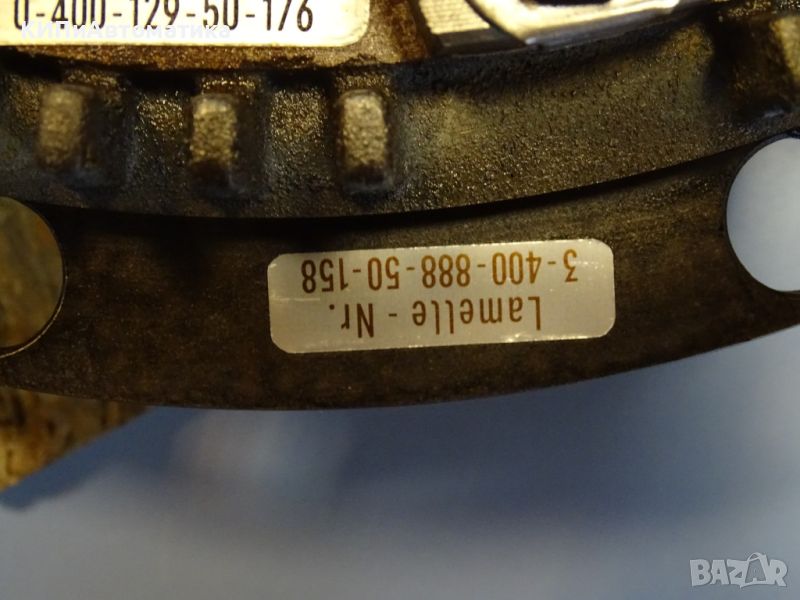 0-400-129-50-176
КИПиАвтоматика
Lamelle - Nr.
3-400-888-50-158
BAZAR